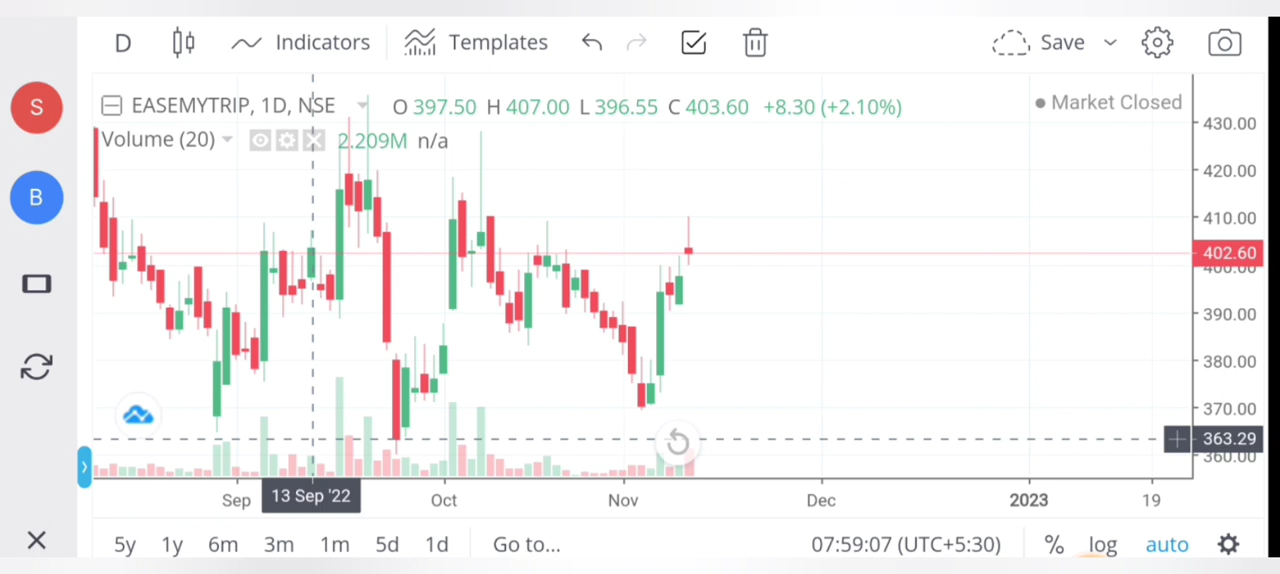 D Indicators Templates Save
S
EASEMYTRIP, 1D, NSE O 397.50 H 407.00 L 396.55 C 403.60 +8.30 (+2.10%) Market Closed
Volume (20) 2.209M n/a
B
430.00
420.00
410.00
402.60
400.00
390.00
380.00
370.00
363.29
360.00
Sep 13 Sep '22 Oct Nov Dec 2023 19
5y 1y 6m 3m 1m 5d 1d Go to... 07:59:07 (UTC+5:30) % log auto